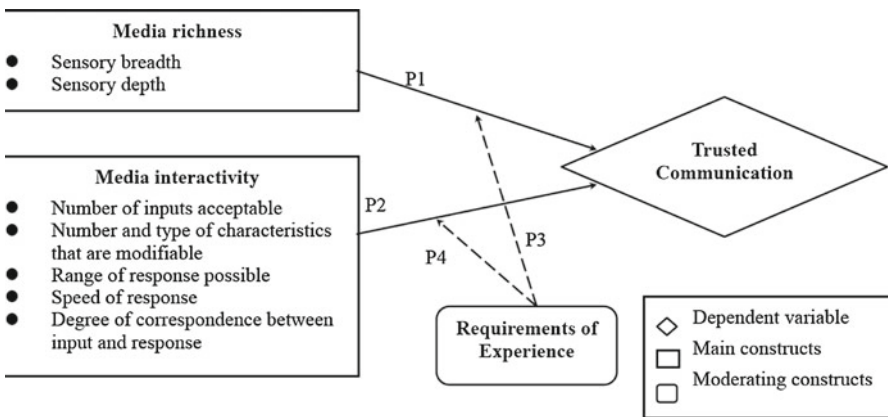 Media richness
● Sensory breadth
● Sensory depth
P1
Trusted
Communication
Media interactivity
● Number of inputs acceptable
● Number and type of characteristics
that are modifiable
● Range of response possible
● Speed of response
● Degree of correspondence between
input and response
P2
P3
P4
Requirements of
Experience
Dependent variable
Main constructs
Moderating constructs